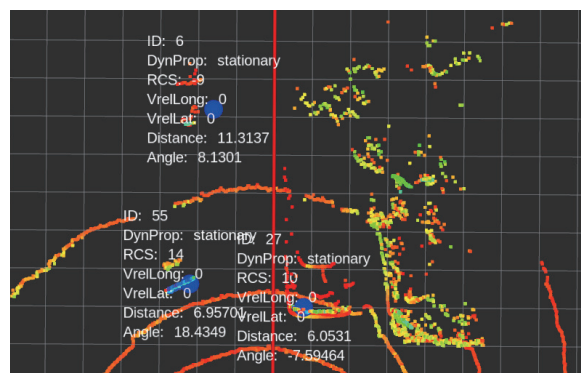 ID: 6
DynProp: stationary
RCS: -9
VrelLong: 0
VrelLat: 0
Distance: 11.3137
Angle: 8.1301
ID: 55
DynProp: stationary
RCS: 14
VrelLong: 0
VrelLat: 0
Distance: 6.95701
Angle: 18.4349
ID: 27
DynProp: stationary
RCS: 10
VrelLong: 0
VrelLat: 0
Distance: 6.0531
Angle: -7.59464